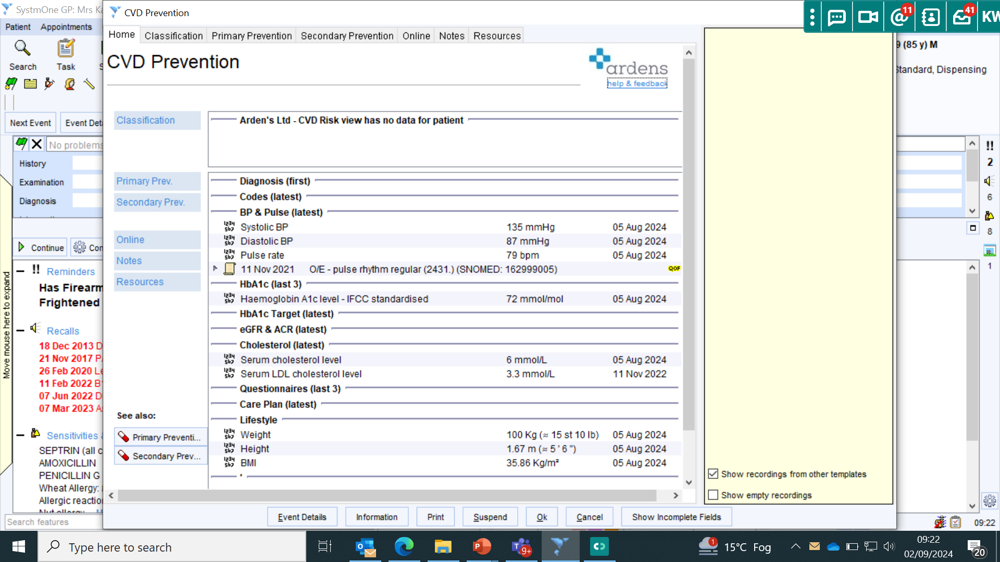 SystmOne GP: Mrs Ka
CVD Prevention
11
41
KW
Patient Appointments
Home Classification Primary Prevention Secondary Prevention Online Notes Resources
9 (85 y) M
Search Task
CVD Prevention
ardens
help & feedback
Standard, Dispensing
Next Event Event Deta
Classification
Arden's Ltd - CVD Risk view has no data for patient
No problems
History
Examination
Diagnosis
Primary Prev.
Secondary Prev.
Online
Notes
Resources
Diagnosis (first)
Codes (latest)
BP & Pulse (latest)
Systolic BP 135 mmHg 05 Aug 2024
Diastolic BP 87 mmHg 05 Aug 2024
Pulse rate 79 bpm 05 Aug 2024
11 Nov 2021 O/E - pulse rhythm regular (2431.) (SNOMED: 162999005) QOF
HbA1c (last 3)
Haemoglobin A1c level - IFCC standardised 72 mmol/mol 05 Aug 2024
HbA1c Target (latest)
eGFR & ACR (latest)
Cholesterol (latest)
Serum cholesterol level 6 mmol/L 05 Aug 2024
Serum LDL cholesterol level 3.3 mmol/L 11 Nov 2022
Questionnaires (last 3)
Care Plan (latest)
Lifestyle
Weight 100 Kg (≈ 15 st 10 lb) 05 Aug 2024
Height 1.67 m (≈ 5 ' 6 ") 05 Aug 2024
BMI 35.86 Kg/m² 05 Aug 2024
See also:
Primary Preventi...
Secondary Prev...
Continue Con
Move mouse here to expand
Reminders
Has Firearm
Frightened
Recalls
18 Dec 2013 D
21 Nov 2017 P
26 Feb 2020 Le
11 Feb 2022 B
07 Jun 2022 D
07 Mar 2023 As
Sensitivities &
SEPTRIN (all c
AMOXICILLIN
PENICILLIN G
Wheat Allergy:
Allergic reactio
Search features
!!
2
6
8
1
Show recordings from other templates
Show empty recordings
Event Details Information Print Suspend Ok Cancel Show Incomplete Fields
09:22
Type here to search
9+
1
15°C Fog
09:22
02/09/2024
20